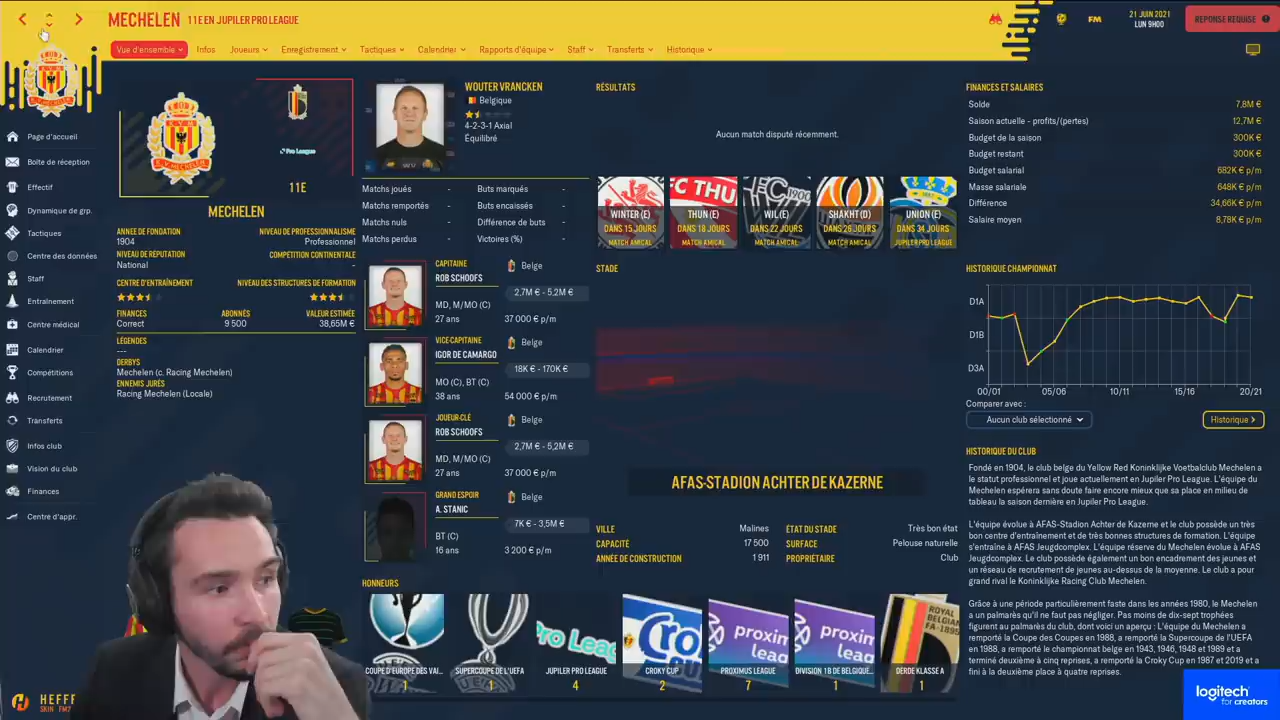 MECHELEN 11E EN JUPILER PRO LEAGUE
FM
21 JUIN 2021
LUN 9H00
RÉPONSE REQUISE
Vue d'ensemble
Infos
Joueurs
Enregistrement
Tactiques
Calendrier
Rapports d'équipe
Staff
Transferts
Historique
Page d'accueil
Boîte de réception
Effectif
Dynamique de grp.
Tactiques
Centre des données
Staff
Entraînement
Centre médical
Calendrier
Compétitions
Recrutement
Transferts
Infos club
Vision du club
Finances
Centre d'appr.
Pro League
11E
MECHELEN
ANNÉE DE FONDATION
1904
NIVEAU DE PROFESSIONNALISME
Professionnel
NIVEAU DE RÉPUTATION
National
COMPÉTITION CONTINENTALE
-
CENTRE D'ENTRAÎNEMENT
NIVEAU DES STRUCTURES DE FORMATION
FINANCES
Correct
ABONNÉS
9 500
VALEUR ESTIMÉE
38,65M €
LÉGENDES
---
DERBYS
Mechelen (c. Racing Mechelen)
ENNEMIS JURÉS
Racing Mechelen (Locale)
WOUTER VRANCKEN
Belgique
4-2-3-1 Axial
Équilibré
Matchs joués -
Buts marqués -
Matchs remportés -
Buts encaissés -
Matchs nuls -
Différence de buts -
Matchs perdus -
Victoires (%) -
CAPITAINE
ROB SCHOOFS
MD, M/MO (C)
27 ans
Belge
2,7M € - 5,2M €
37 000 € p/m
VICE-CAPITAINE
IGOR DE CAMARGO
MO (C), BT (C)
38 ans
Belge
18K € - 170K €
54 000 € p/m
JOUEUR-CLÉ
ROB SCHOOFS
MD, M/MO (C)
27 ans
Belge
2,7M € - 5,2M €
37 000 € p/m
GRAND ESPOIR
A. STANIC
BT (C)
16 ans
Belge
7K € - 3,5M €
3 200 € p/m
HONNEURS
COUPE D'EUROPE DES VAI...
1
SUPERCOUPE DE L'UEFA
1
JUPILER PRO LEAGUE
4
CROKY CUP
2
PROXIMUS LEAGUE
7
DIVISION 1B DE BELGIQUE...
1
DERDE KLASSE A
1
RÉSULTATS
Aucun match disputé récemment.
WINTER (E)
DANS 15 JOURS
MATCH AMICAL
THUN (E)
DANS 18 JOURS
MATCH AMICAL
WIL (E)
DANS 22 JOURS
MATCH AMICAL
SHAKHT (D)
DANS 26 JOURS
MATCH AMICAL
UNION (E)
DANS 34 JOURS
JUPILER PRO LEAGUE
STADE
AFAS-STADION ACHTER DE KAZERNE
VILLE
Malines
ÉTAT DU STADE
Très bon état
CAPACITÉ
17 500
SURFACE
Pelouse naturelle
ANNÉE DE CONSTRUCTION
1 911
PROPRIÉTAIRE
Club
FINANCES ET SALAIRES
Solde 7,8M €
Saison actuelle - profits/(pertes) 12,7M €
Budget de la saison 300K €
Budget restant 300K €
Budget salarial 682K € p/m
Masse salariale 648K € p/m
Différence 34,66K € p/m
Salaire moyen 8,78K € p/m
HISTORIQUE CHAMPIONNAT
D1A
D1B
D3A
00/01 05/06 10/11 15/16 20/21
Comparer avec :
Aucun club sélectionné
Historique >
HISTORIQUE DU CLUB
Fondé en 1904, le club belge du Yellow Red Koninklijke Voetbalclub Mechelen a
le statut professionnel et joue actuellement en Jupiler Pro League. L'équipe du
Mechelen espérera sans doute faire encore mieux que sa place en milieu de
tableau la saison dernière en Jupiler Pro League.
L'équipe évolue à AFAS-Stadion Achter de Kazerne et le club possède un très
bon centre d'entraînement et de très bonnes structures de formation. L'équipe
s'entraîne à AFAS Jeugdcomplex. L'équipe réserve du Mechelen évolue à AFAS
Jeugdcomplex. Le club possède également un bon encadrement des jeunes et
un réseau de recrutement de jeunes au-dessus de la moyenne. Le club a pour
grand rival le Koninklijke Racing Club Mechelen.
Grâce à une période particulièrement faste dans les années 1980, le Mechelen
a un palmarès qu'il ne faut pas négliger. Pas moins de dix-sept trophées
figurent au palmarès du club, dont voici un aperçu : L'équipe du Mechelen a
remporté la Coupe des Coupes en 1988, a remporté la Supercoupe de l'UEFA
en 1988, a remporté le championnat belge en 1943, 1946, 1948 et 1989 et a
terminé deuxième à cinq reprises, a remporté la Croky Cup en 1987 et 2019 et a
fini à la deuxième place à quatre reprises.
logitech
for creators